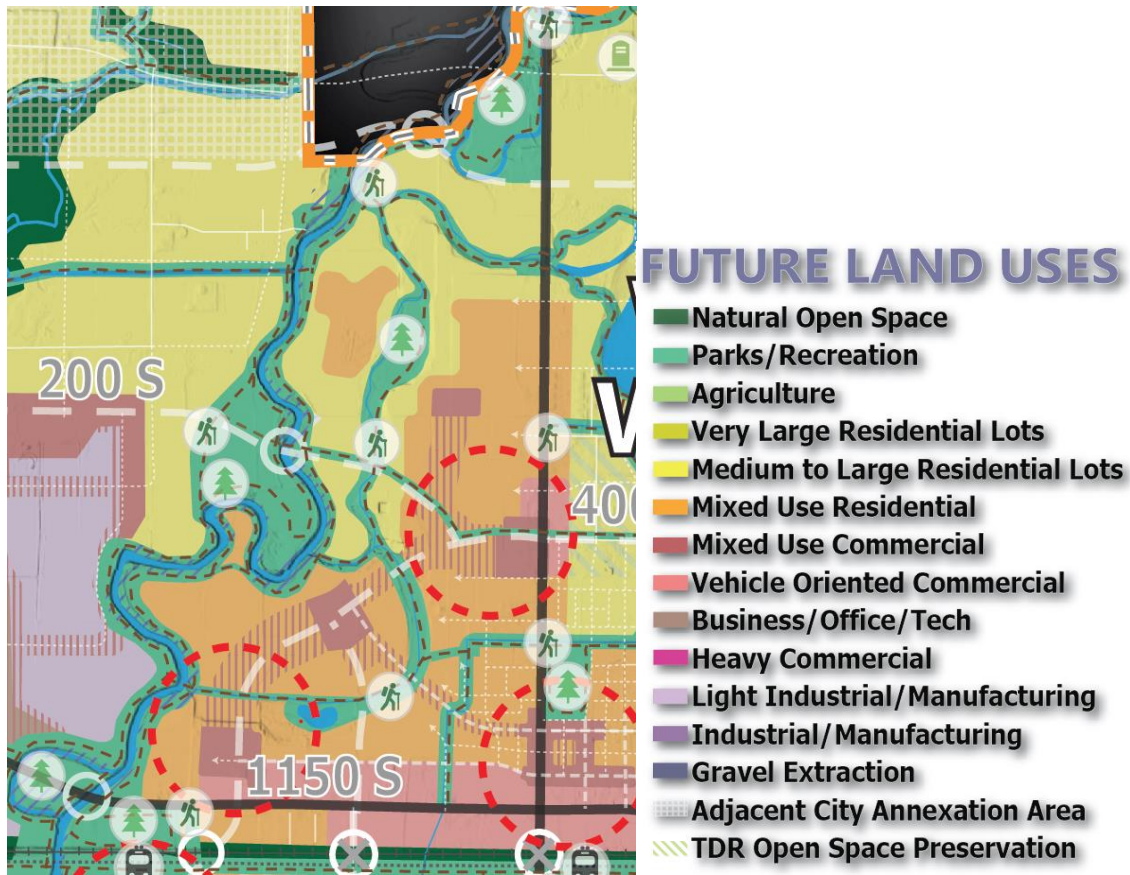 200 S
400
1150 S
FUTURE LAND USES
Natural Open Space
Parks/Recreation
Agriculture
Very Large Residential Lots
Medium to Large Residential Lots
Mixed Use Residential
Mixed Use Commercial
Vehicle Oriented Commercial
Business/Office/Tech
Heavy Commercial
Light Industrial/Manufacturing
Industrial/Manufacturing
Gravel Extraction
Adjacent City Annexation Area
TDR Open Space Preservation